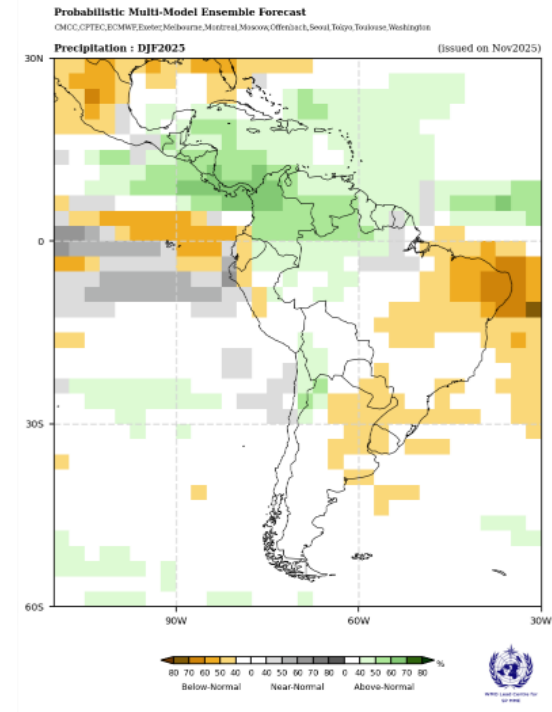 Probabilistic Multi-Model Ensemble Forecast
CMCC,CPTEC,ECMWF,Exeter,Melbourne,Montreal,Moscow,Offenbach,Seoul,Tokyo,Toulouse,Washington
Precipitation : DJF2025 (issued on Nov2025)
30N
0
30S
60S
90W 60W 30W
80 70 60 50 40 0 40 50 60 70 80 0 40 50 60 70 80 %
Below-Normal Near-Normal Above-Normal
WMO Lead Centre for
LRF MME